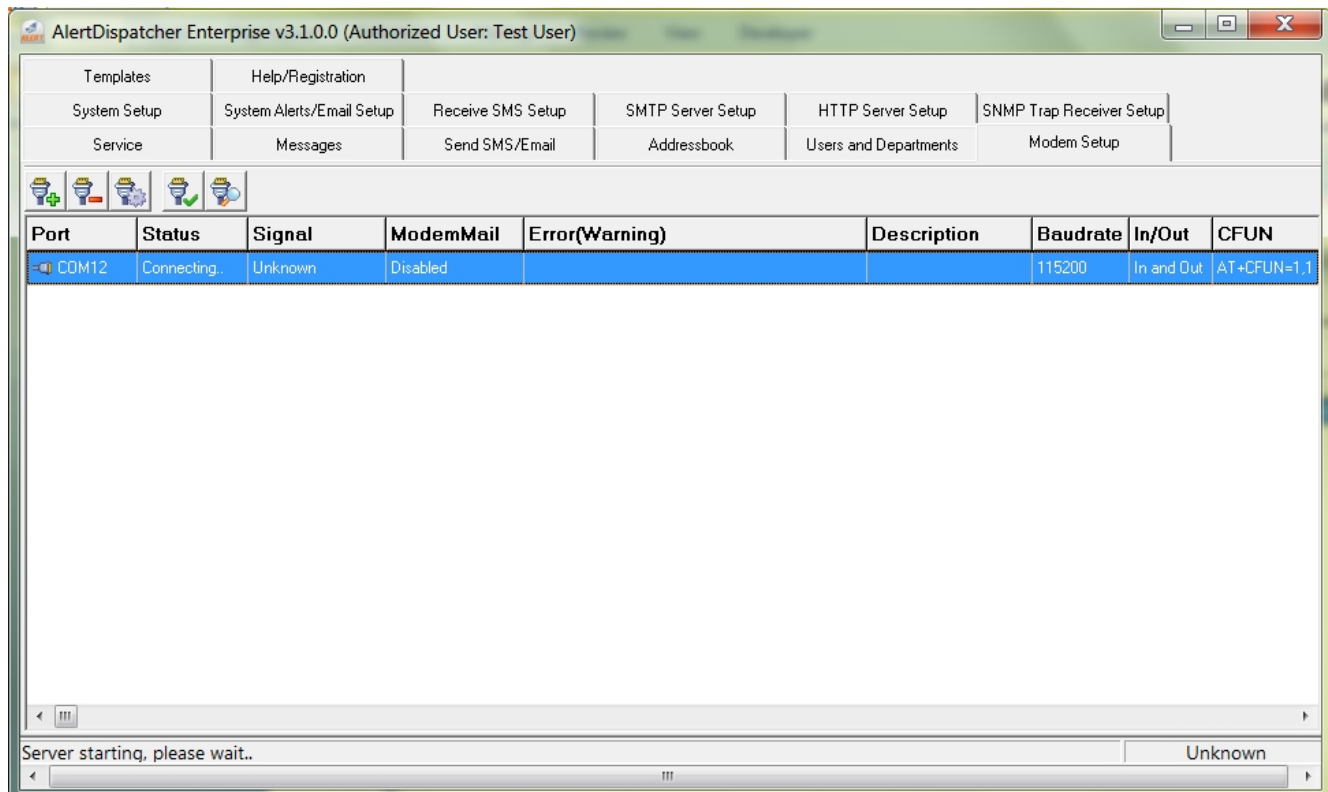 AlertDispatcher Enterprise v3.1.0.0 (Authorized User: Test User)
Templates Help/Registration
System Setup System Alerts/Email Setup Receive SMS Setup SMTP Server Setup HTTP Server Setup SNMP Trap Receiver Setup
Service Messages Send SMS/Email Addressbook Users and Departments Modem Setup
Port Status Signal ModemMail Error(Warning) Description Baudrate In/Out CFUN
COM12 Connecting.. Unknown Disabled 115200 In and Out AT+CFUN=1,1
Server starting, please wait.. Unknown